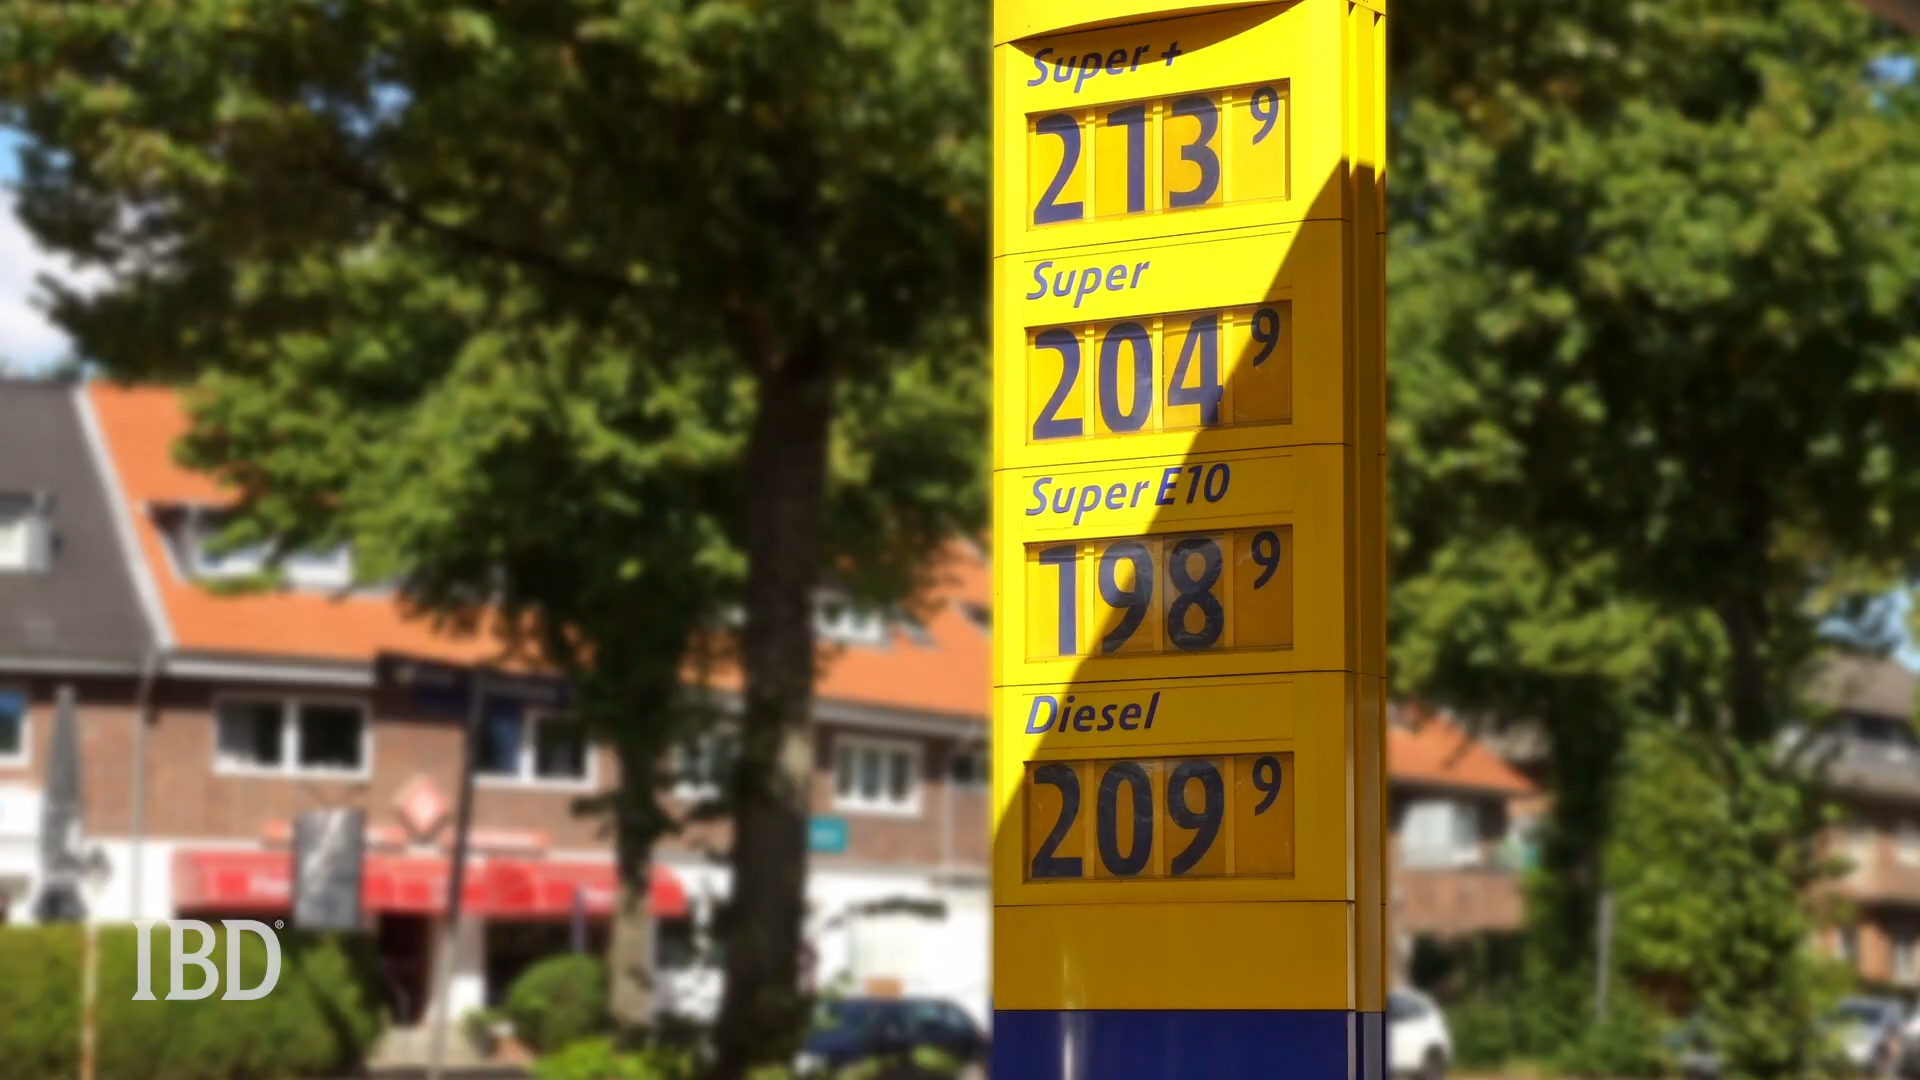 Super +
213 9
Super
204 9
Super E10
198 9
Diesel
209 9
IBD®